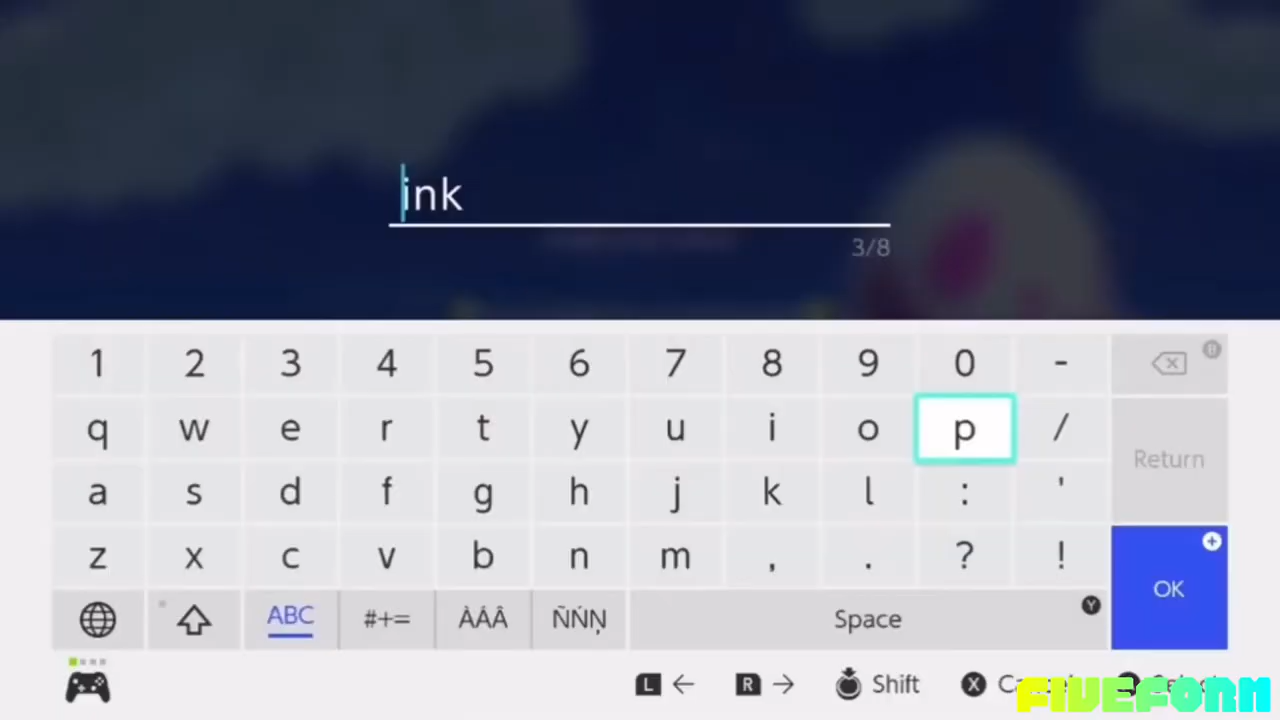 ink
3/8
1 2 3 4 5 6 7 8 9 0 -
q w e r t y u i o p / Return
a s d f g h j k l : '
z x c v b n m , . ? ! OK
ABC #+= ÀÁÂ ÑŃŅ Space Y
L ← R → Shift X
FIVEFORM